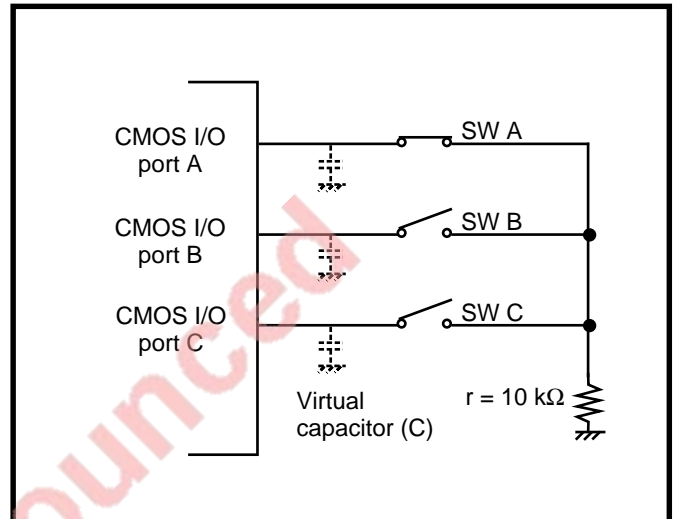 CMOS I/O
port A
SW A
CMOS I/O
port B
SW B
CMOS I/O
port C
SW C
Virtual
capacitor (C)
r = 10 kΩ
ounced